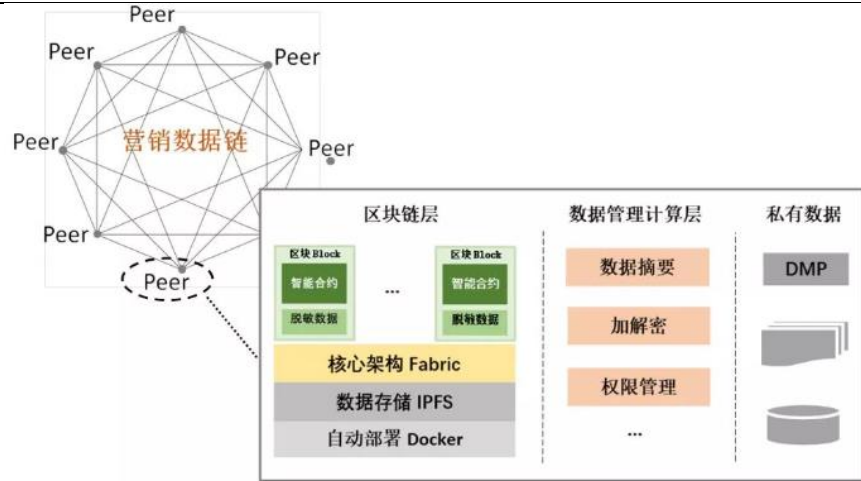 Peer
Peer
Peer
营销数据链
Peer
Peer
Peer
Peer
区块链层
数据管理计算层
私有数据
区块Block
智能合约
脱敏数据
...
区块Block
智能合约
脱敏数据
核心架构 Fabric
数据存储 IPFS
自动部署 Docker
数据摘要
加解密
权限管理
...
DMP